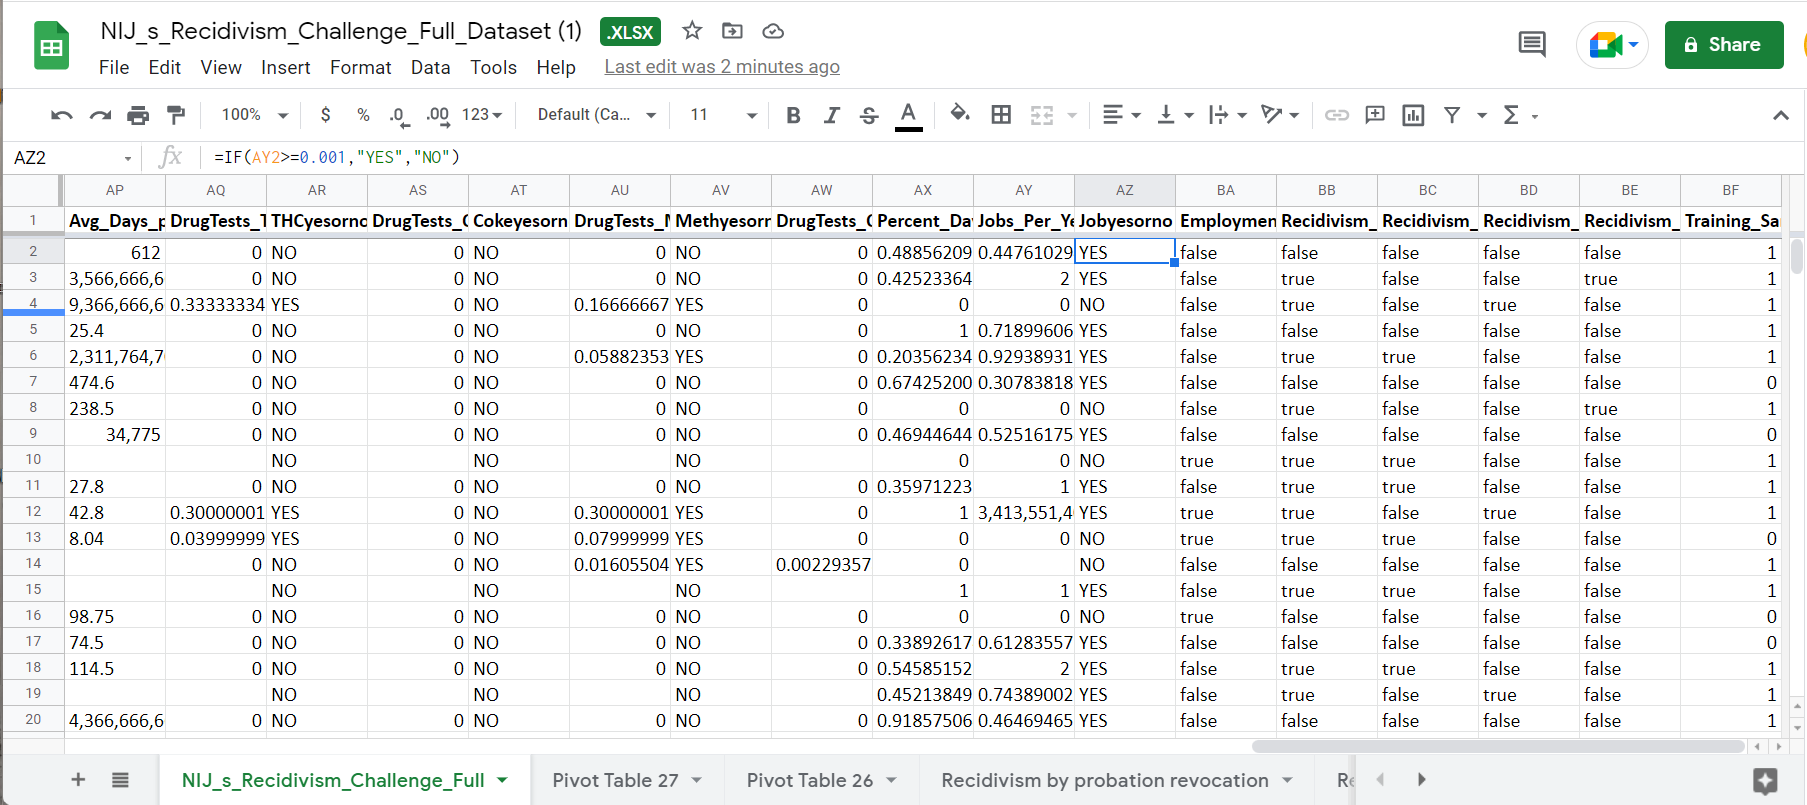 NIJ_s_Recidivism_Challenge_Full_Dataset (1) .XLSX
File Edit View Insert Format Data Tools Help Last edit was 2 minutes ago
Share
100% $ % .0 .00 123 Default (Ca... 11 B I S A
AZ2 fx =IF(AY2>=0.001,"YES","NO")
AP AQ AR AS AT AU AV AW AX AY AZ BA BB BC BD BE BF
1 Avg_Days_p DrugTests_T THCyesorno DrugTests_C Cokeyesorn DrugTests_M Methyesorr DrugTests_C Percent_Da Jobs_Per_Ye Jobyesorno Employmen Recidivism_ Recidivism_ Recidivism_ Recidivism_ Training_Sa
2 612 0 NO 0 NO 0 NO 0 0.48856209 0.44761029 YES false false false false false 1
3 3,566,666,6 0 NO 0 NO 0 NO 0 0.42523364 2 YES false true false false true 1
4 9,366,666,6 0.33333334 YES 0 NO 0.16666667 YES 0 0 0 NO false true false true false 1
5 25.4 0 NO 0 NO 0 NO 0 1 0.71899606 YES false false false false false 1
6 2,311,764,7 0 NO 0 NO 0.05882353 YES 0 0.20356234 0.92938931 YES false true true false false 1
7 474.6 0 NO 0 NO 0 NO 0 0.67425200 0.30783818 YES false false false false false 0
8 238.5 0 NO 0 NO 0 NO 0 0 0 NO false true false false true 1
9 34,775 0 NO 0 NO 0 NO 0 0.46944644 0.52516175 YES false false false false false 0
10 NO NO NO 0 0 NO true true true false false 1
11 27.8 0 NO 0 NO 0 NO 0 0.35971223 1 YES false true true false false 1
12 42.8 0.30000001 YES 0 NO 0.30000001 YES 0 1 3,413,551,4 YES true true false true false 1
13 8.04 0.03999999 YES 0 NO 0.07999999 YES 0 0 0 NO true true true false false 0
14 0 NO 0 NO 0.01605504 YES 0.00229357 0 NO false false false false false 1
15 NO NO NO 1 1 YES false true true false false 1
16 98.75 0 NO 0 NO 0 NO 0 0 0 NO true false false false false 0
17 74.5 0 NO 0 NO 0 NO 0 0.33892617 0.61283557 YES false false false false false 0
18 114.5 0 NO 0 NO 0 NO 0 0.54585152 2 YES false true true false false 1
19 NO NO NO 0.45213849 0.74389002 YES false true false true false 1
20 4,366,666,6 0 NO 0 NO 0 NO 0 0.91857506 0.46469465 YES false false false false false 1
NIJ_s_Recidivism_Challenge_Full Pivot Table 27 Pivot Table 26 Recidivism by probation revocation